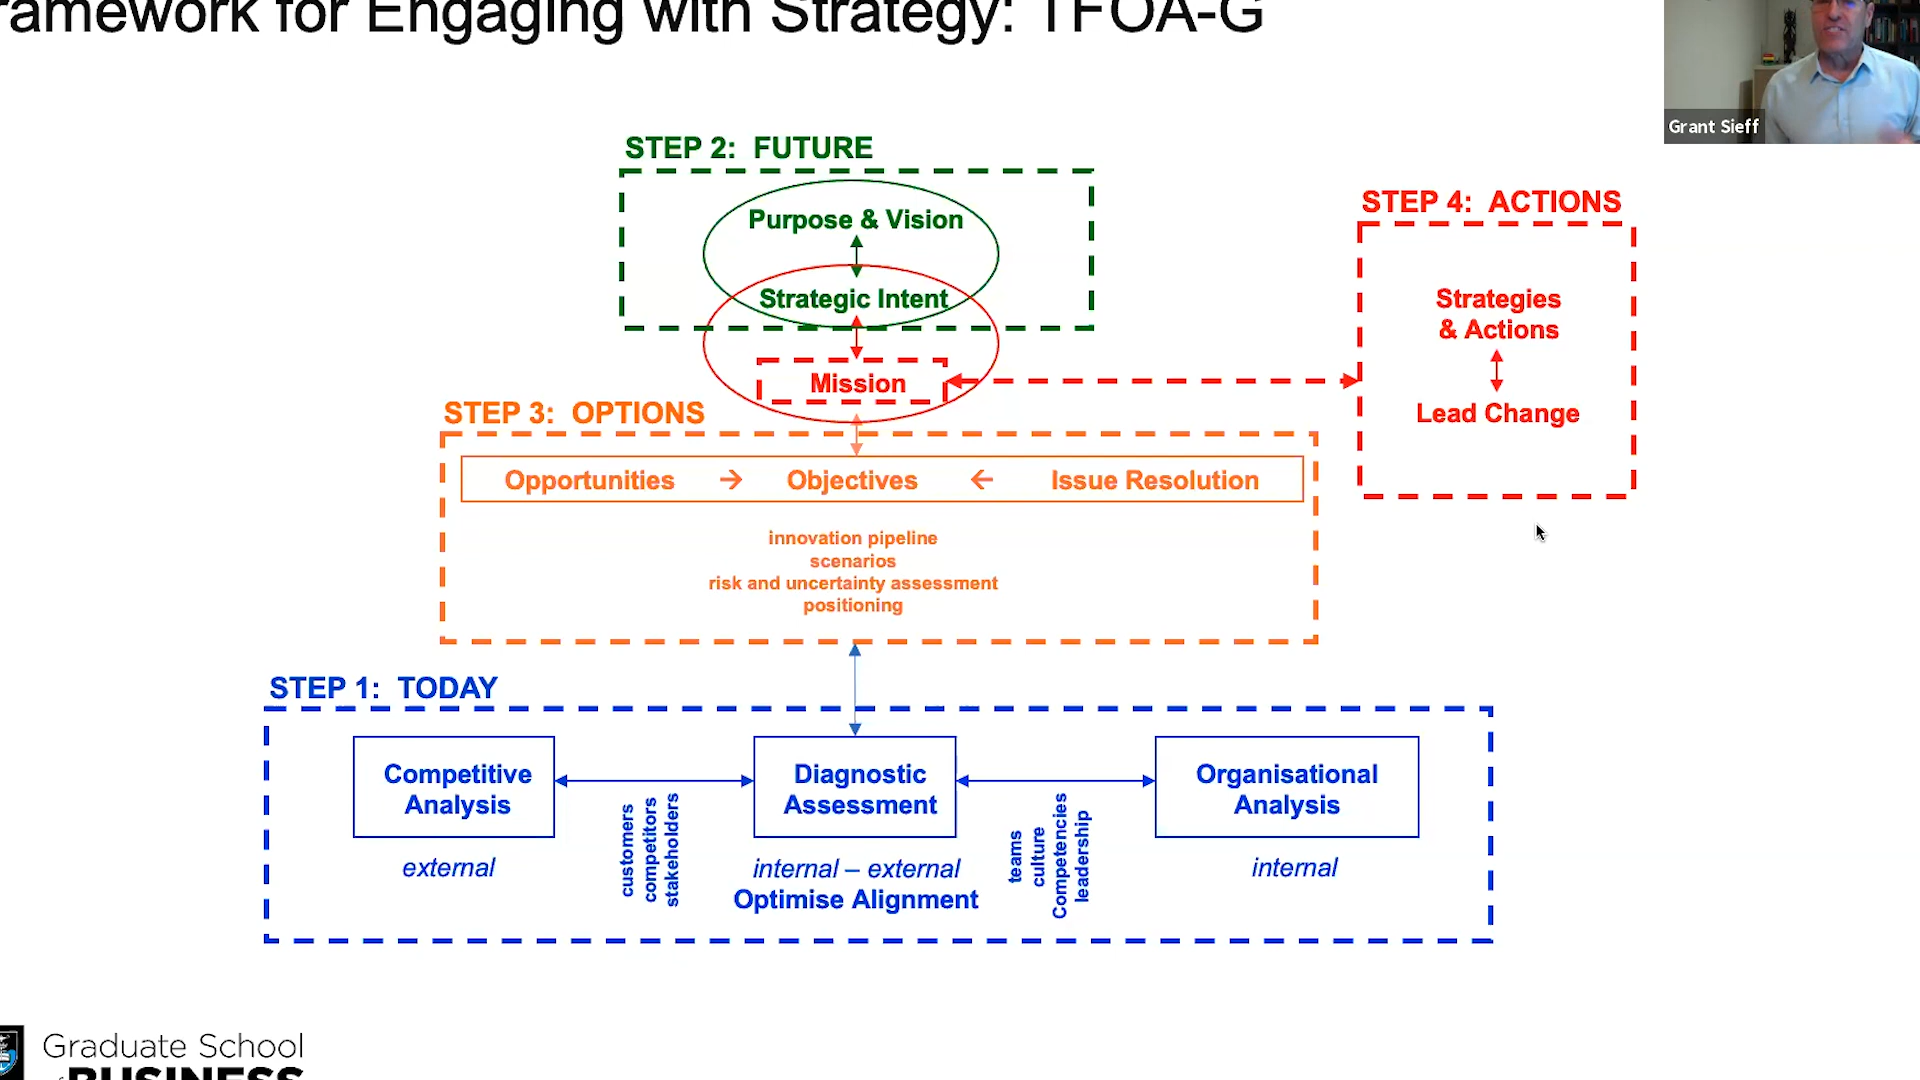 ramework for Engaging with Strategy: TFOA-G
Grant Sieff
STEP 2: FUTURE
Purpose & Vision
Strategic Intent
Mission
STEP 4: ACTIONS
Strategies
& Actions
Lead Change
STEP 3: OPTIONS
Opportunities → Objectives ← Issue Resolution
innovation pipeline
scenarios
risk and uncertainty assessment
positioning
STEP 1: TODAY
Competitive
Analysis
external
customers
competitors
stakeholders
Diagnostic
Assessment
internal – external
Optimise Alignment
teams
culture
Competencies
leadership
Organisational
Analysis
internal
Graduate School
of BUSINESS